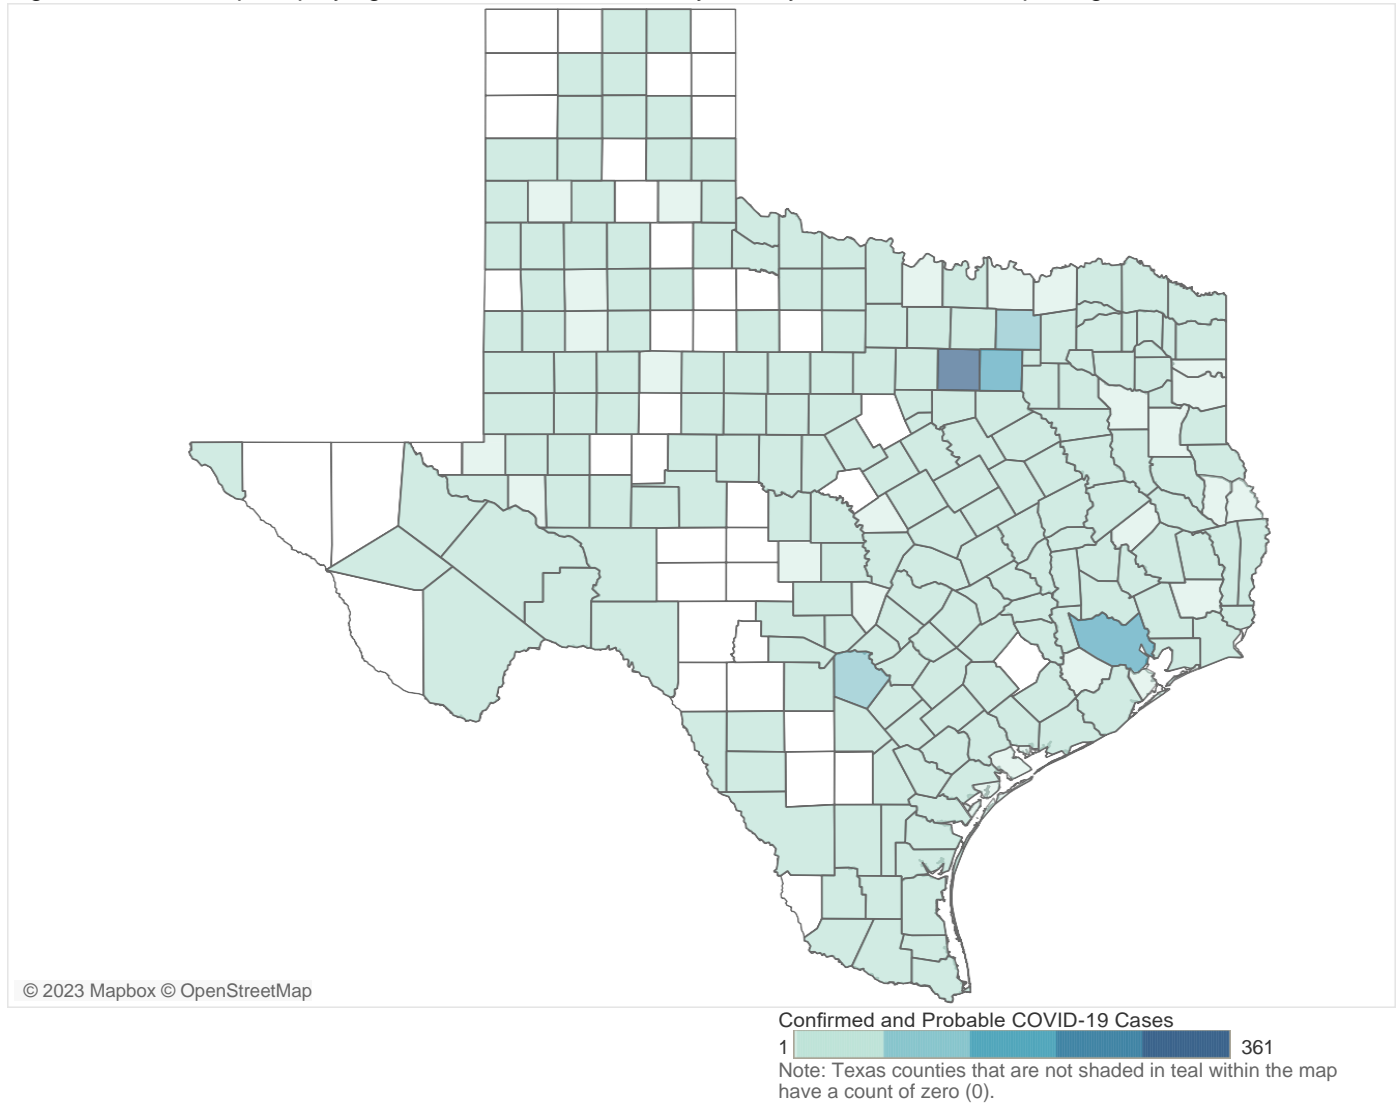 © 2023 Mapbox © OpenStreetMap
Confirmed and Probable COVID-19 Cases
1 361
Note: Texas counties that are not shaded in teal within the map
have a count of zero (0).